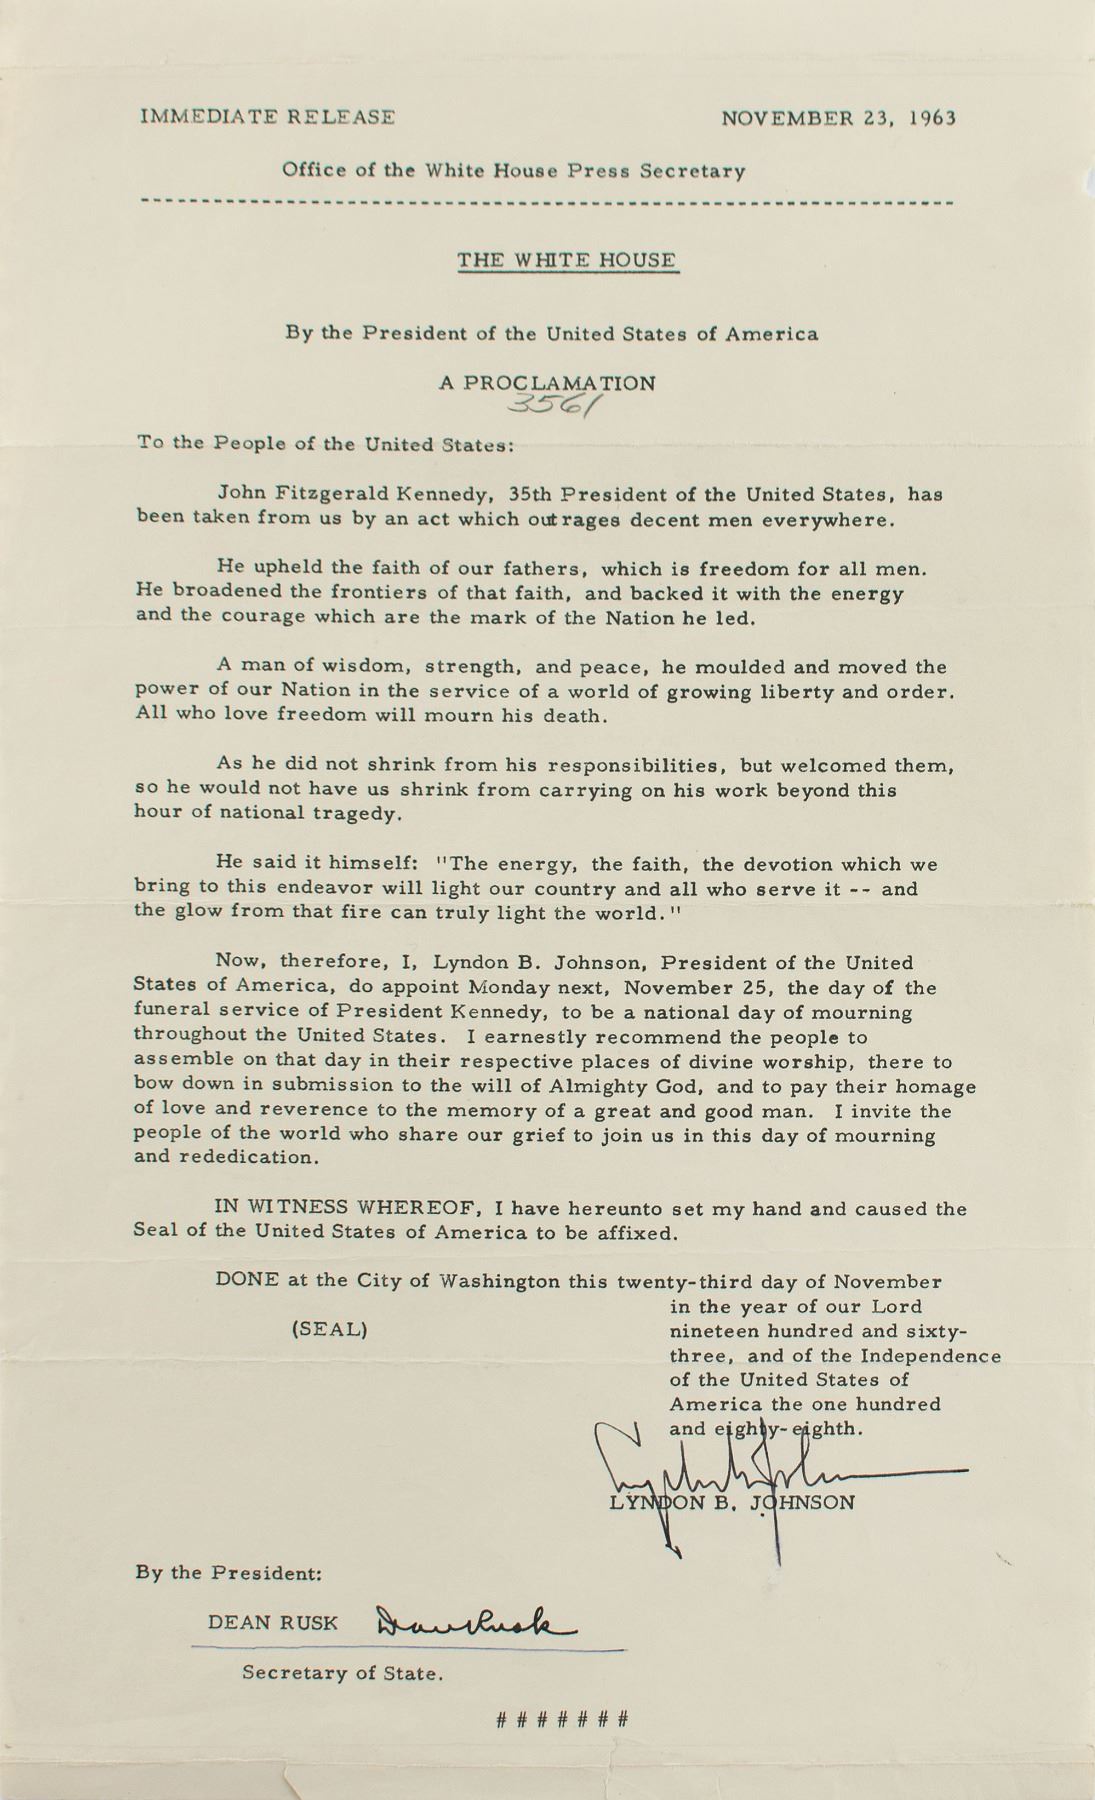 IMMEDIATE RELEASE NOVEMBER 23, 1963
Office of the White House Press Secretary
THE WHITE HOUSE
By the President of the United States of America
A PROCLAMATION
3561
To the People of the United States:
John Fitzgerald Kennedy, 35th President of the United States, has
been taken from us by an act which outrages decent men everywhere.
He upheld the faith of our fathers, which is freedom for all men.
He broadened the frontiers of that faith, and backed it with the energy
and the courage which are the mark of the Nation he led.
A man of wisdom, strength, and peace, he moulded and moved the
power of our Nation in the service of a world of growing liberty and order.
All who love freedom will mourn his death.
As he did not shrink from his responsibilities, but welcomed them,
so he would not have us shrink from carrying on his work beyond this
hour of national tragedy.
He said it himself: "The energy, the faith, the devotion which we
bring to this endeavor will light our country and all who serve it -- and
the glow from that fire can truly light the world."
Now, therefore, I, Lyndon B. Johnson, President of the United
States of America, do appoint Monday next, November 25, the day of the
funeral service of President Kennedy, to be a national day of mourning
throughout the United States. I earnestly recommend the people to
assemble on that day in their respective places of divine worship, there to
bow down in submission to the will of Almighty God, and to pay their homage
of love and reverence to the memory of a great and good man. I invite the
people of the world who share our grief to join us in this day of mourning
and rededication.
IN WITNESS WHEREOF, I have hereunto set my hand and caused the
Seal of the United States of America to be affixed.
DONE at the City of Washington this twenty-third day of November
in the year of our Lord
(SEAL) nineteen hundred and sixty-
three, and of the Independence
of the United States of
America the one hundred
and eighty-eighth.
Lyndon B. Johnson
LYNDON B. JOHNSON
By the President:
DEAN RUSK Dean Rusk
Secretary of State.
# # # # # # #